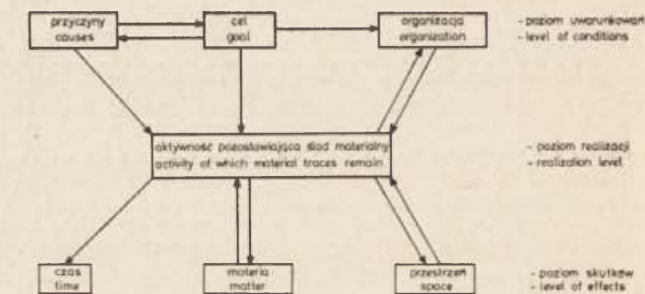 przyczyny
causes
cel
goal
organizacja
organization
- poziom uwarunkowań
- level of conditions
aktywność pozostawiająca ślad materialny
activity of which material traces remain
- poziom realizacji
- realization level
czas
time
materia
matter
przestrzeń
space
- poziom skutków
- level of effects